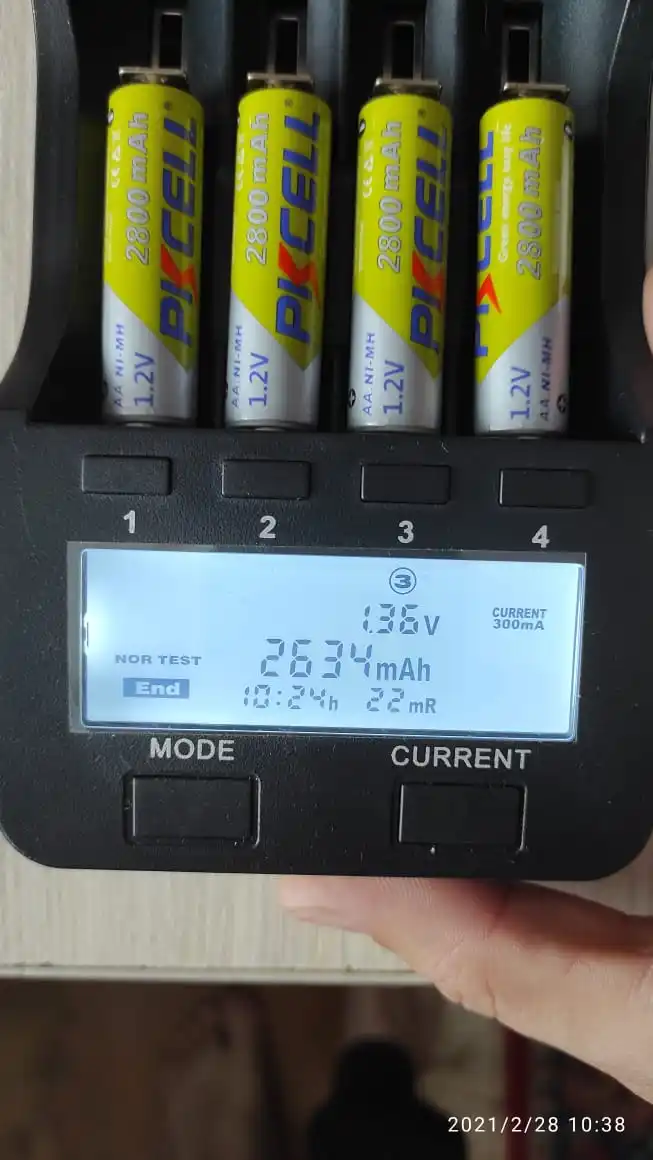 PKCELL
2800 mAh
AA NI-MH
1.2V
PKCELL
2800 mAh
AA NI-MH
1.2V
PKCELL
2800 mAh
AA NI-MH
1.2V
PKCELL
Green energy
2800 mAh
1.2V
AA NI-MH
1
2
3
4
3
1.36V
CURRENT
300mA
NOR TEST
2634mAh
End
10:24h 22mR
MODE
CURRENT
2021/2/28 10:38